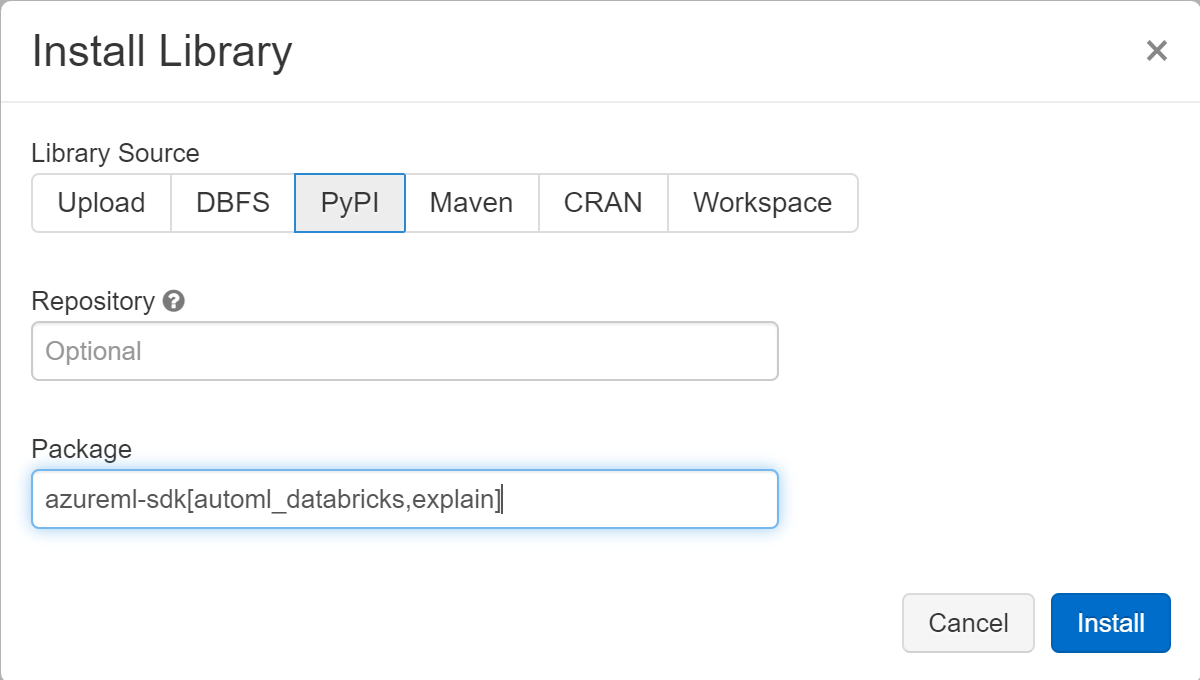 Install Library ×
Library Source
Upload DBFS PyPI Maven CRAN Workspace
Repository ?
Optional
Package
azureml-sdk[automl_databricks,explain]
Cancel Install